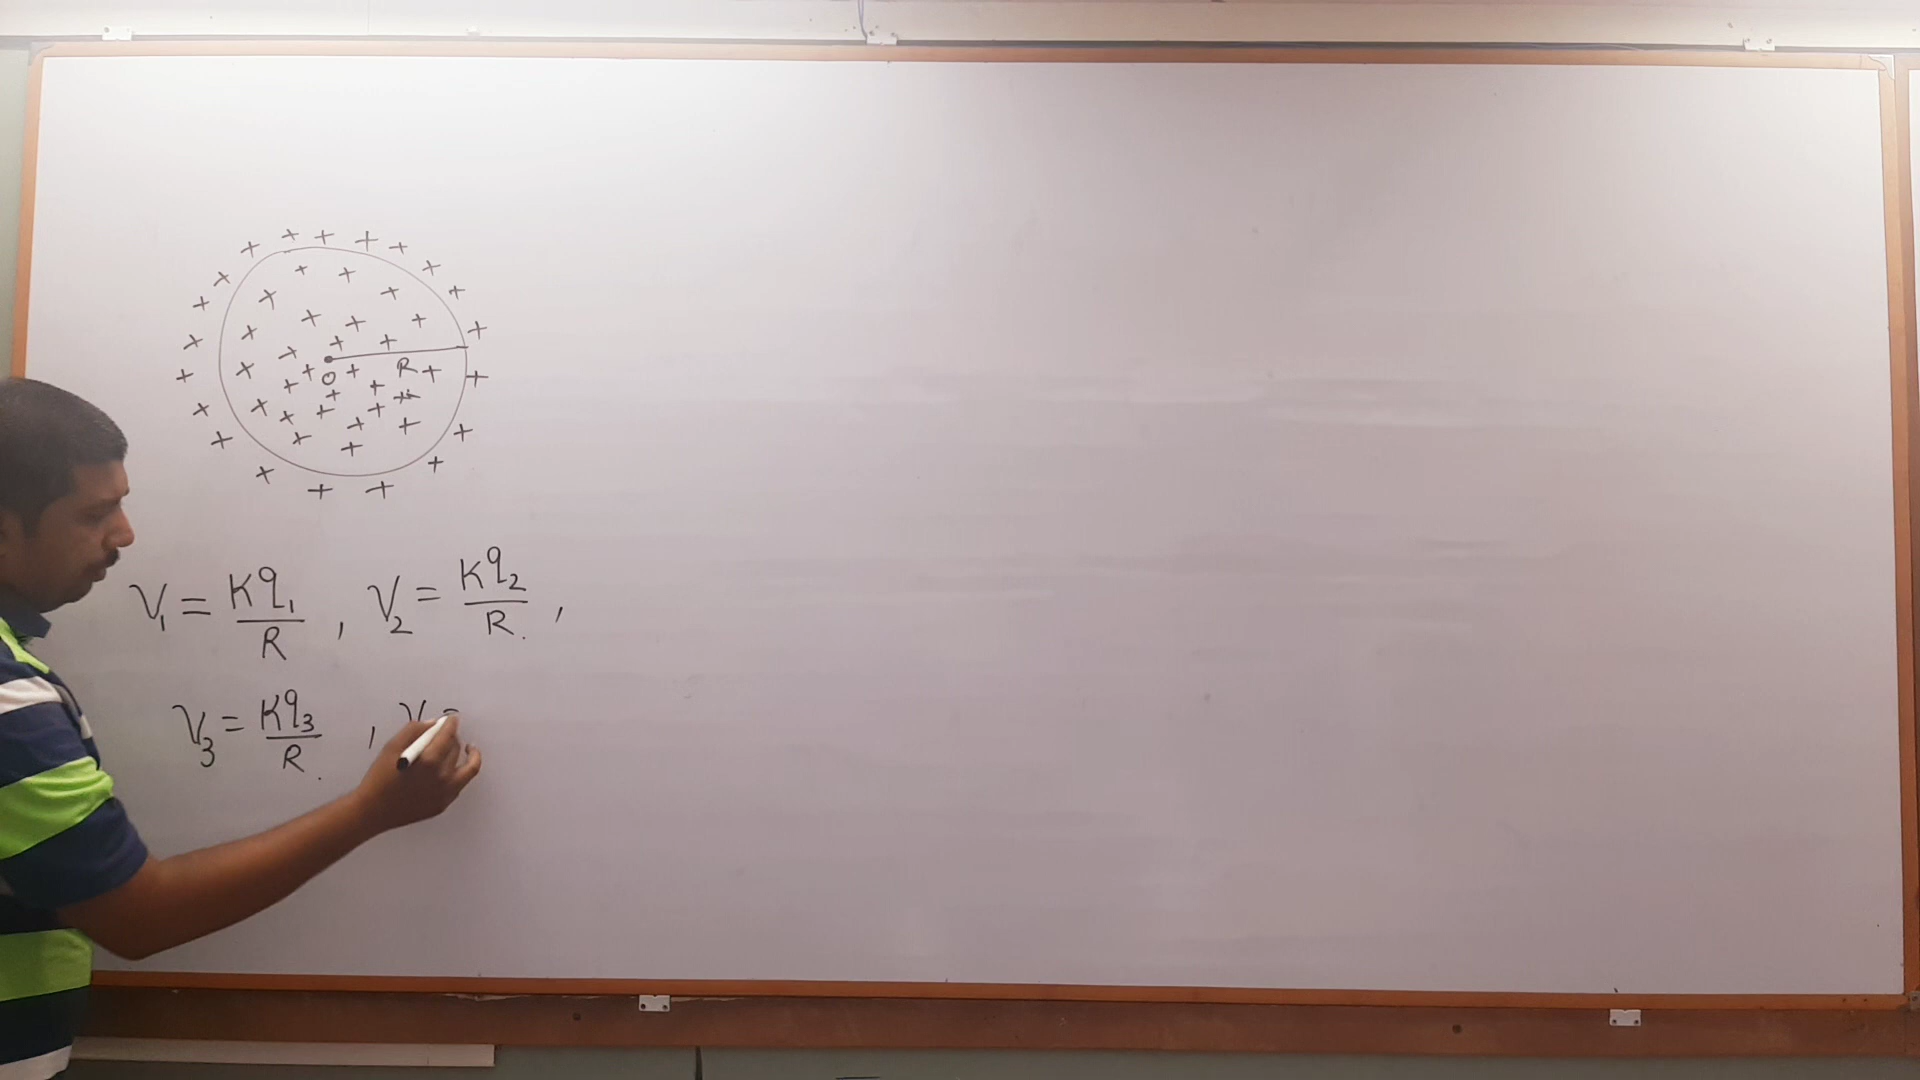 R
O
V₁ = Kq₁/R , V₂ = Kq₂/R. ,
V₃ = Kq₃/R. , V =